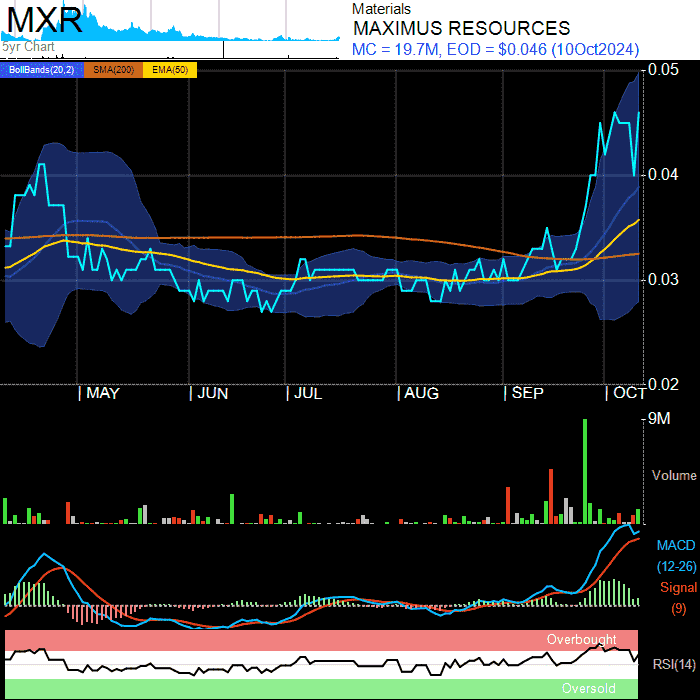 MXR
5yr Chart
Materials
MAXIMUS RESOURCES
MC = 19.7M, EOD = $0.046 (10Oct2024)
BollBands(20,2) SMA(200) EMA(50)
0.05
0.04
0.03
0.02
| MAY | JUN | JUL | AUG | SEP | OCT
9M
Volume
MACD
(12-26)
Signal
(9)
Overbought
RSI(14)
Oversold